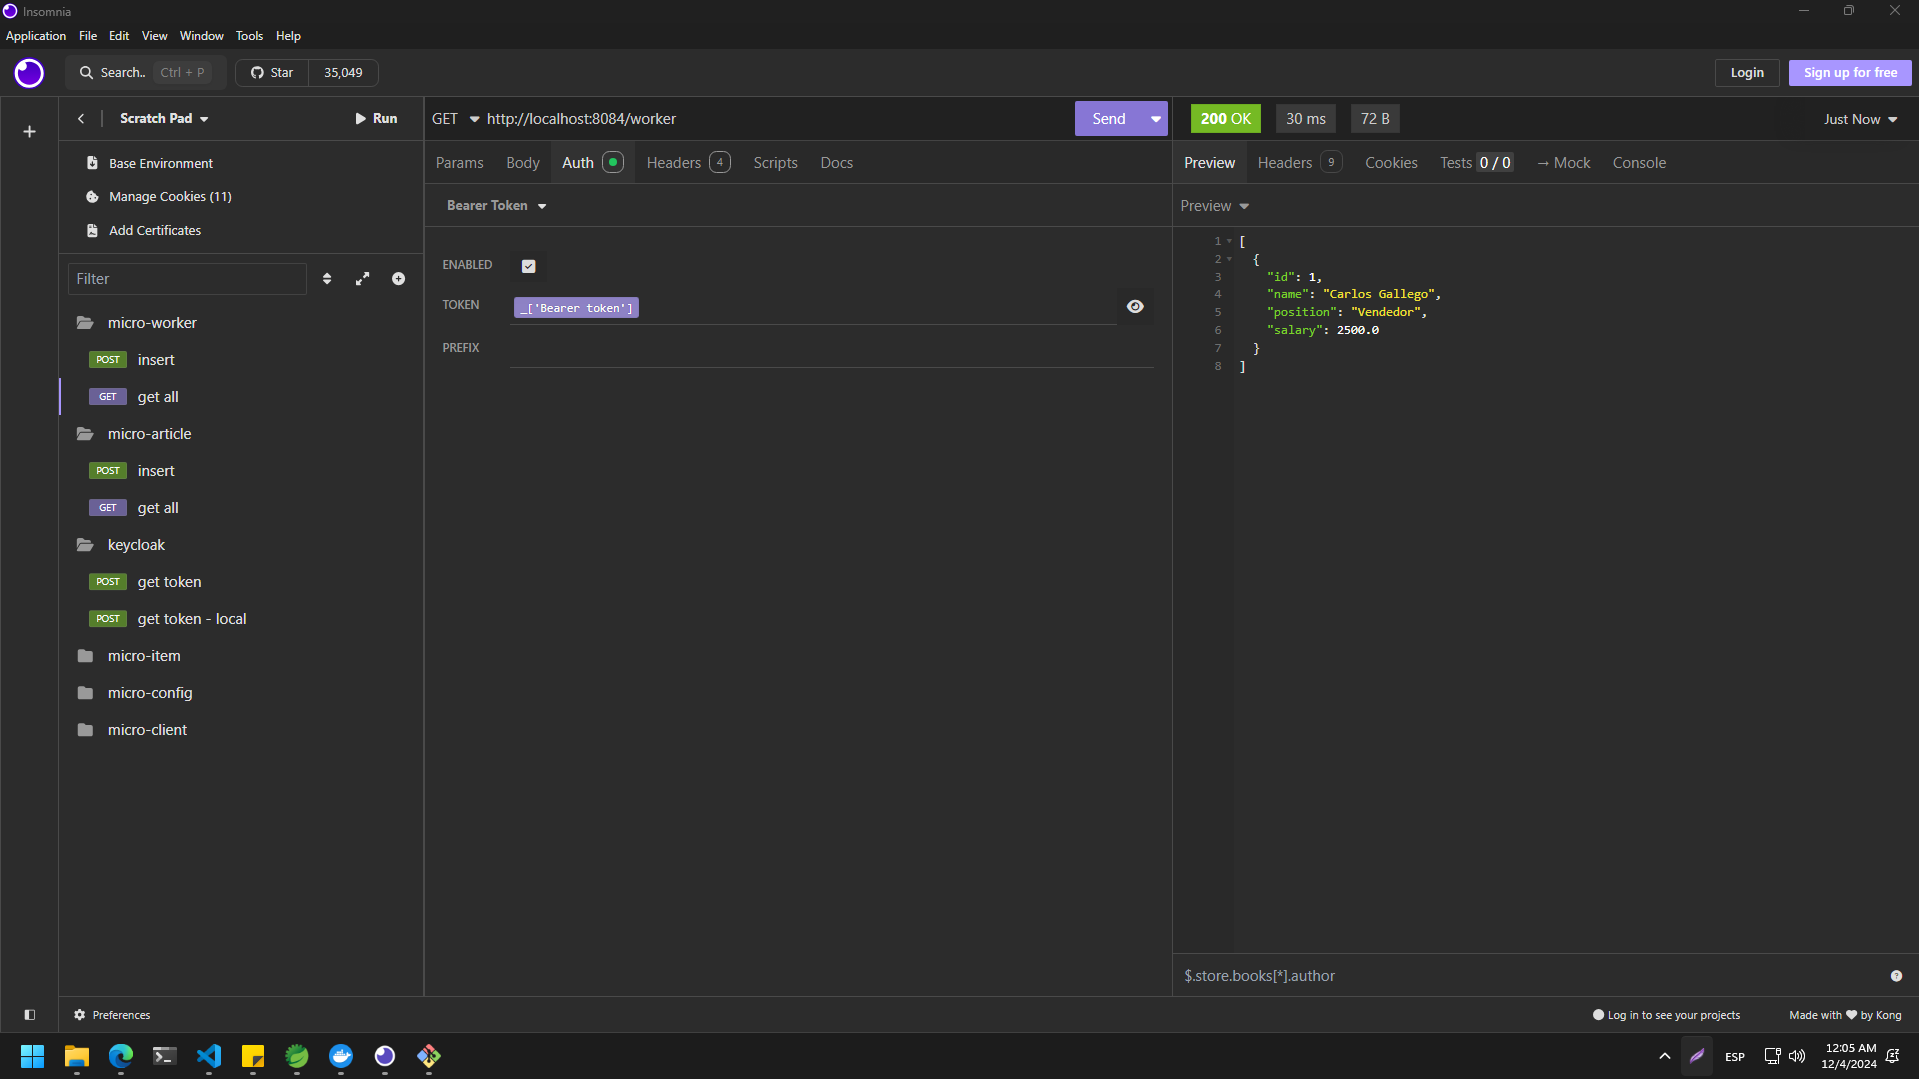 Insomnia
Application File Edit View Window Tools Help
Search.. Ctrl + P Star 35,049 Login Sign up for free
Scratch Pad Run
Base Environment
Manage Cookies (11)
Add Certificates
Filter
micro-worker
POST insert
GET get all
micro-article
POST insert
GET get all
keycloak
POST get token
POST get token - local
micro-item
micro-config
micro-client
GET http://localhost:8084/worker Send
Params Body Auth Headers 4 Scripts Docs
Bearer Token
ENABLED
TOKEN _['Bearer token']
PREFIX
200 OK 30 ms 72 B Just Now
Preview Headers 9 Cookies Tests 0 / 0 → Mock Console
Preview
1 [
2 {
3 "id": 1,
4 "name": "Carlos Gallego",
5 "position": "Vendedor",
6 "salary": 2500.0
7 }
8 ]
$.store.books[*].author
Preferences Log in to see your projects Made with ❤ by Kong
ESP 12:05 AM
12/4/2024